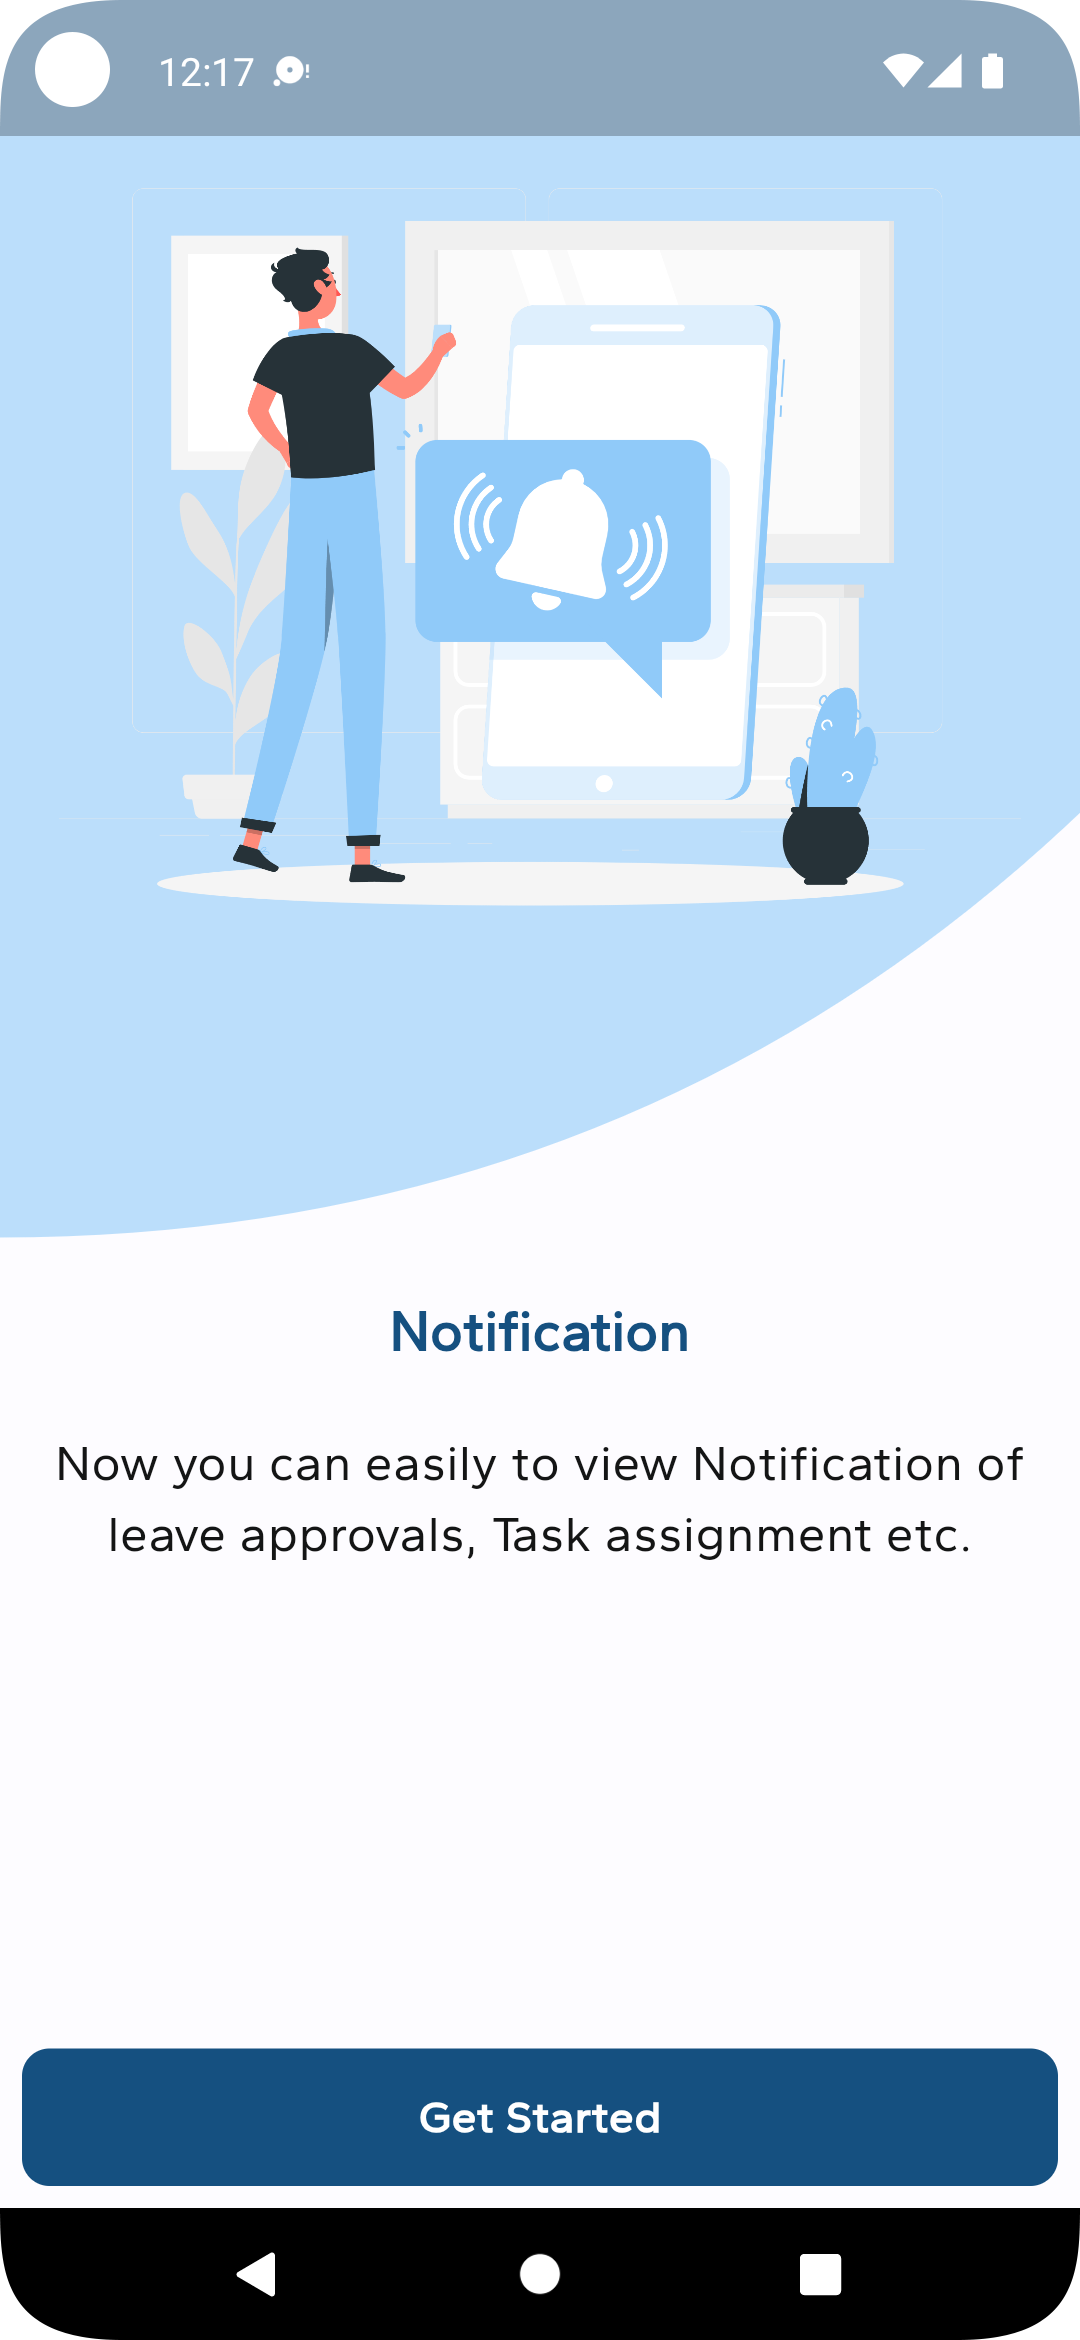 12:17
Notification
Now you can easily to view Notification of
leave approvals, Task assignment etc.
Get Started